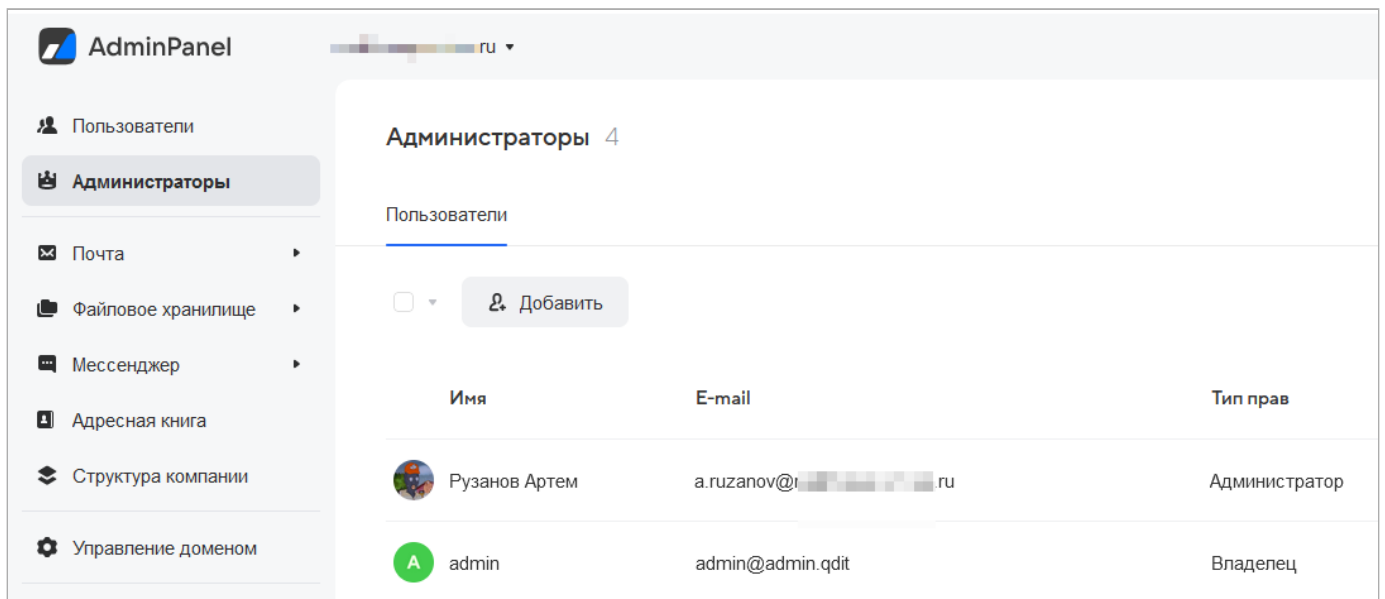 AdminPanel
ru
Пользователи
Администраторы
Почта
Файловое хранилище
Мессенджер
Адресная книга
Структура компании
Управление доменом
Администраторы 4
Пользователи
Добавить
Имя E-mail Тип прав
Рузанов Артем a.ruzanov@ .ru Администратор
A admin admin@admin.qdit Владелец